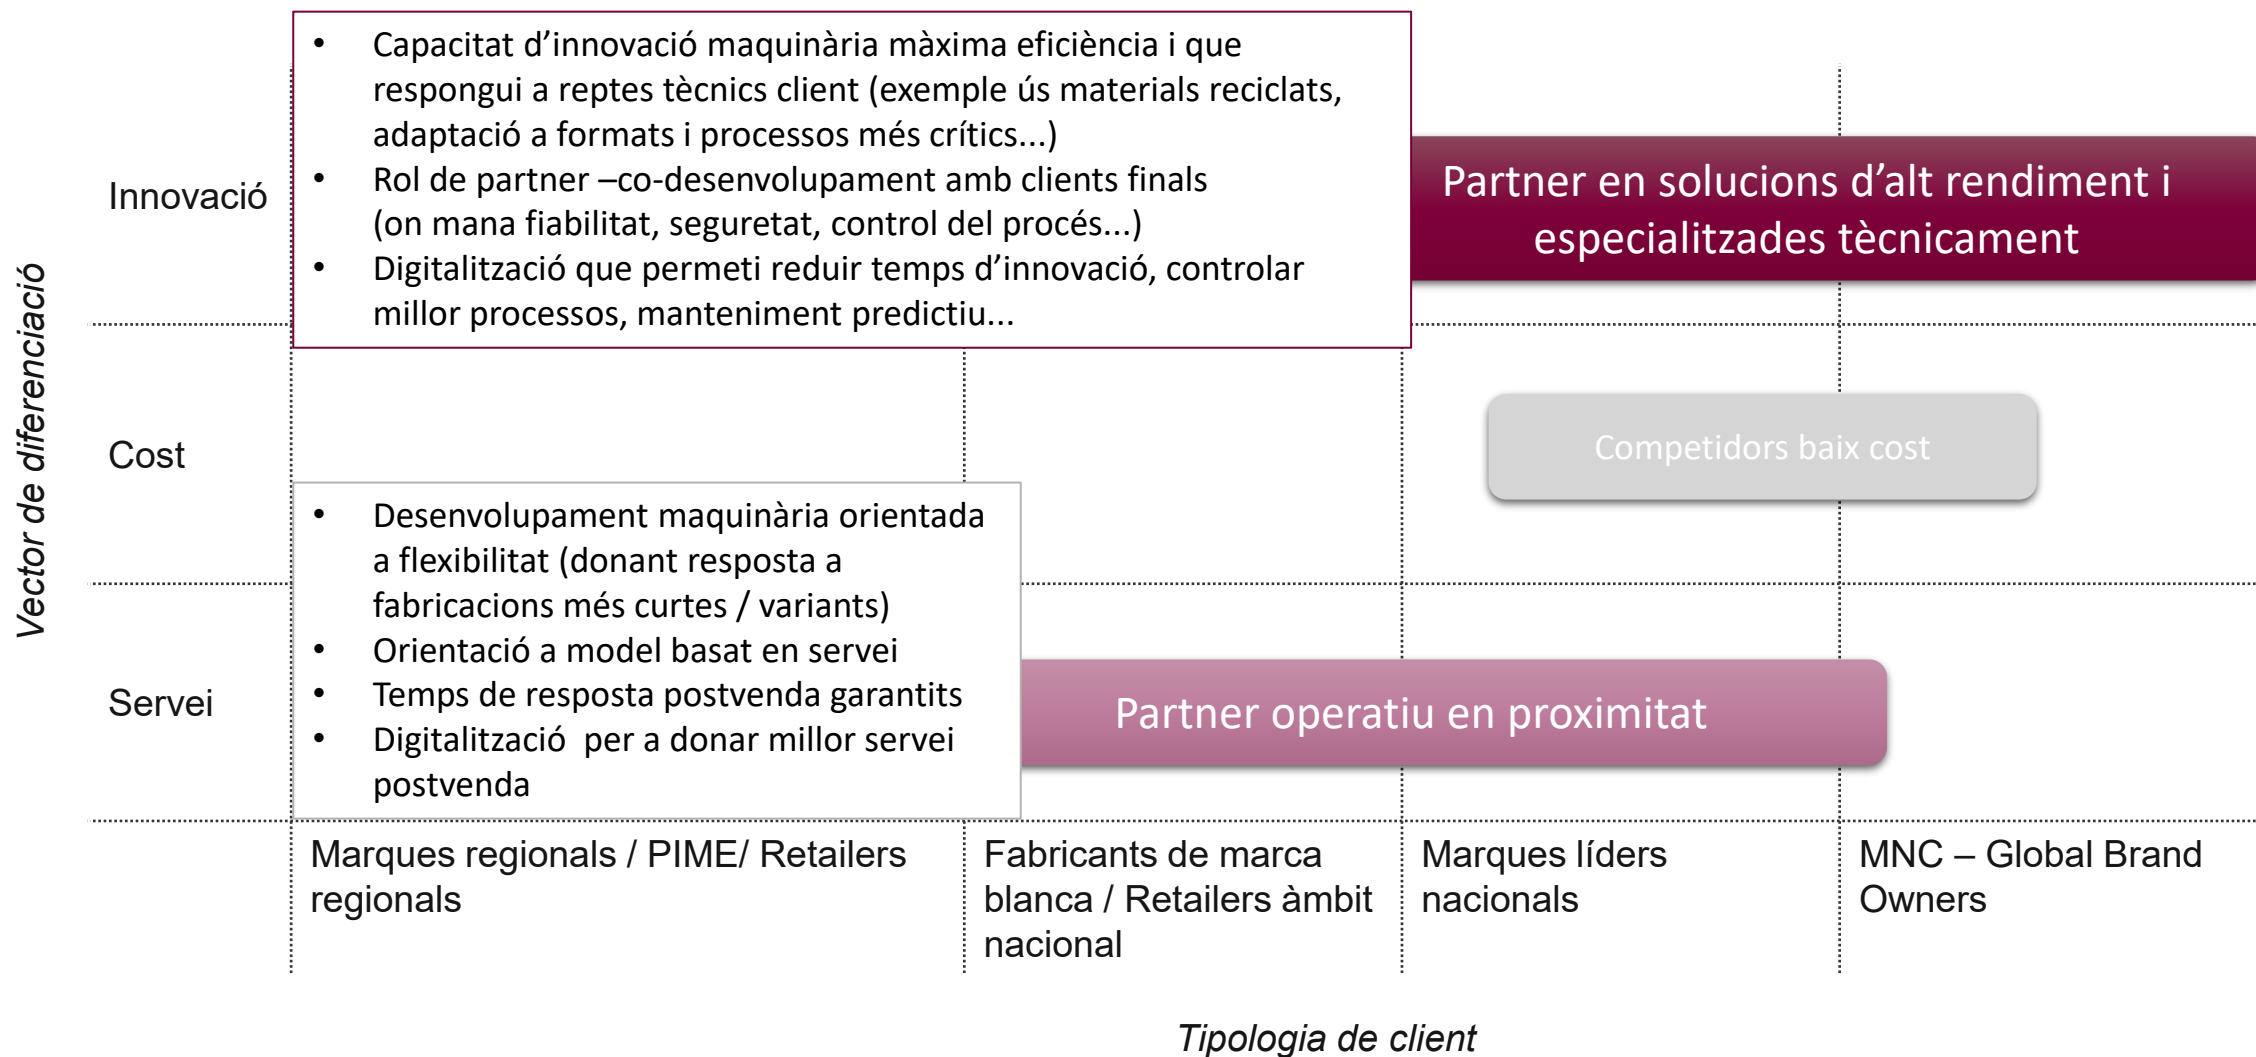 • Capacitat d’innovació maquinària màxima eficiència i que
respongui a reptes tècnics client (exemple ús materials reciclats,
adaptació a formats i processos més crítics...)
• Rol de partner –co-desenvolupament amb clients finals
(on mana fiabilitat, seguretat, control del procés...)
• Digitalització que permeti reduir temps d’innovació, controlar
millor processos, manteniment predictiu...
Partner en solucions d’alt rendiment i
especialitzades tècnicament
Innovació
Vector de diferenciació
Cost
Competidors baix cost
• Desenvolupament maquinària orientada
a flexibilitat (donant resposta a
fabricacions més curtes / variants)
• Orientació a model basat en servei
• Temps de resposta postvenda garantits
• Digitalització  per a donar millor servei
postvenda
Servei
Partner operatiu en proximitat
Marques regionals / PIME/ Retailers
regionals
Fabricants de marca
blanca / Retailers àmbit
nacional
Marques líders
nacionals
MNC – Global Brand
Owners
Tipologia de client